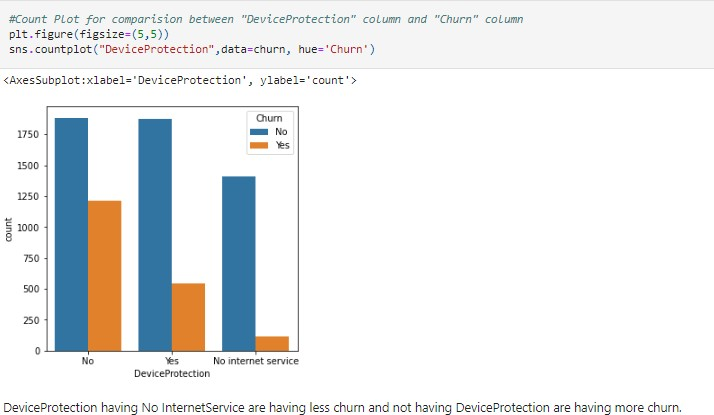 #Count Plot for comparision between "DeviceProtection" column and "Churn" column
plt.figure(figsize=(5,5))
sns.countplot("DeviceProtection",data=churn, hue='Churn')
<AxesSubplot:xlabel='DeviceProtection', ylabel='count'>
Churn
No
Yes
1750
1500
1250
1000
750
500
250
0
count
No Yes No internet service
DeviceProtection
DeviceProtection having No InternetService are having less churn and not having DeviceProtection are having more churn.